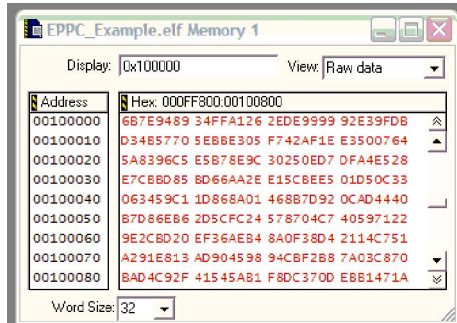 EPPC_Example.elf Memory 1
Display: 0x100000 View: Raw data
Address Hex: 000FF800:00100800
00100000 6B7E9489 34FFA126 2EDE9999 92E39FDB
00100010 D34B5770 5EBBE305 F742AF1E E3500764
00100020 5A8396C5 E5B78E9C 30250ED7 DFA4E528
00100030 E7CBBD85 BD66AA2E E15CBEE5 01D50C33
00100040 063459C1 1D868A01 468B7D92 0CAD4440
00100050 B7D86EB6 2D5CFC24 578704C7 40597122
00100060 9E2CBD20 EF36AEB4 8A0F38D4 2114C751
00100070 A291E813 AD904598 94CBF2B8 7A03C870
00100080 BAD4C92F 41545AB1 F8DC370D EBB1471A
Word Size: 32